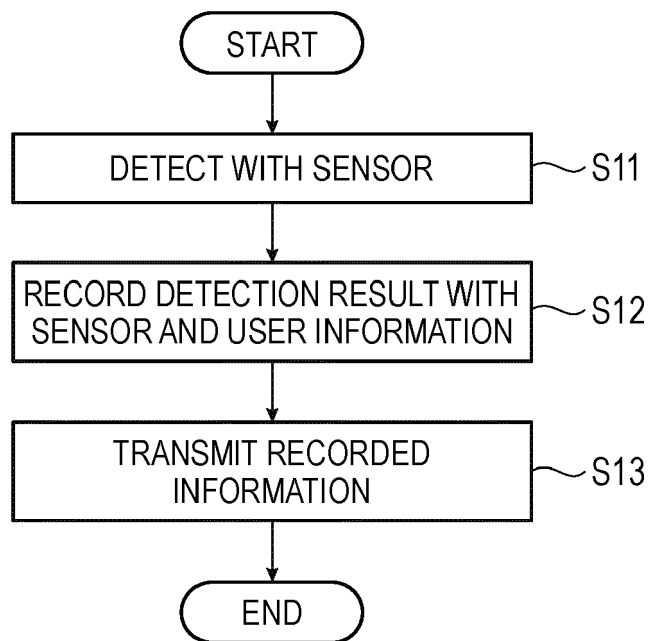 START
DETECT WITH SENSOR
S11
RECORD DETECTION RESULT WITH
SENSOR AND USER INFORMATION
S12
TRANSMIT RECORDED
INFORMATION
S13
END